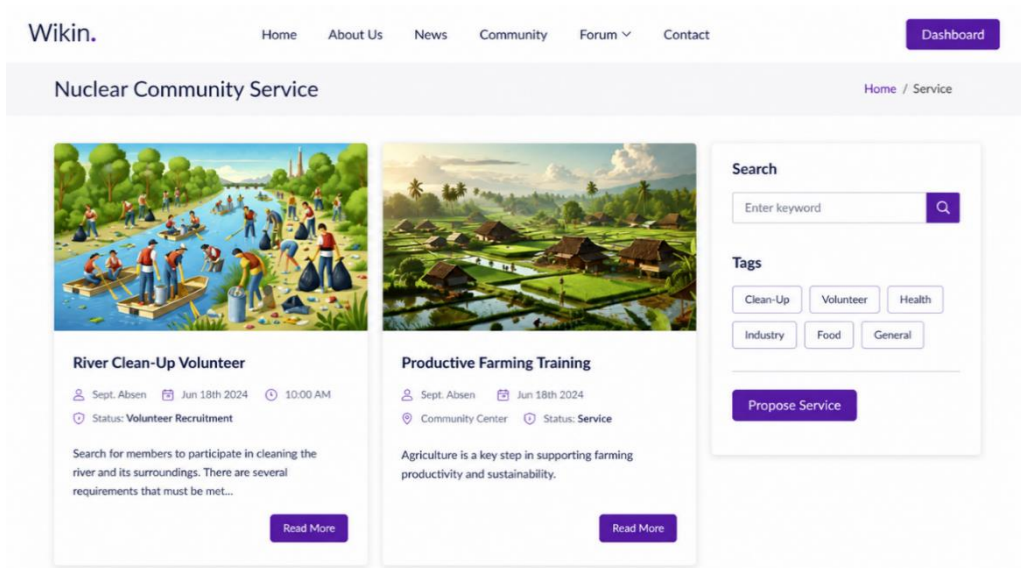 Wikin.
Home About Us News Community Forum Contact
Dashboard
Nuclear Community Service
Home / Service
River Clean-Up Volunteer
Sept. Absen Jun 18th 2024 10:00 AM
Status: Volunteer Recruitment
Search for members to participate in cleaning the
river and its surroundings. There are several
requirements that must be met...
Read More
Productive Farming Training
Sept. Absen Jun 18th 2024
Community Center Status: Service
Agriculture is a key step in supporting farming
productivity and sustainability.
Read More
Search
Enter keyword
Tags
Clean-Up Volunteer Health
Industry Food General
Propose Service